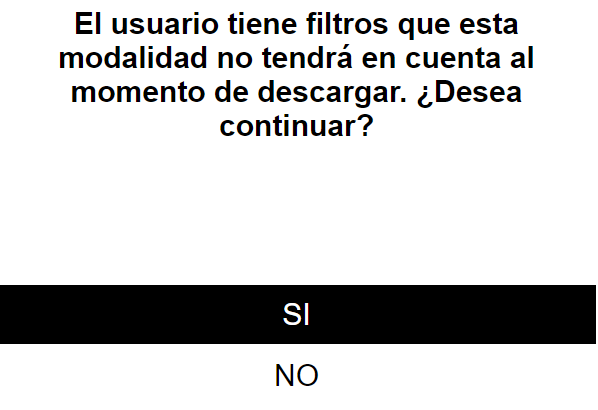 El usuario tiene filtros que esta
modalidad no tendrá en cuenta al
momento de descargar. ¿Desea
continuar?
SI
NO